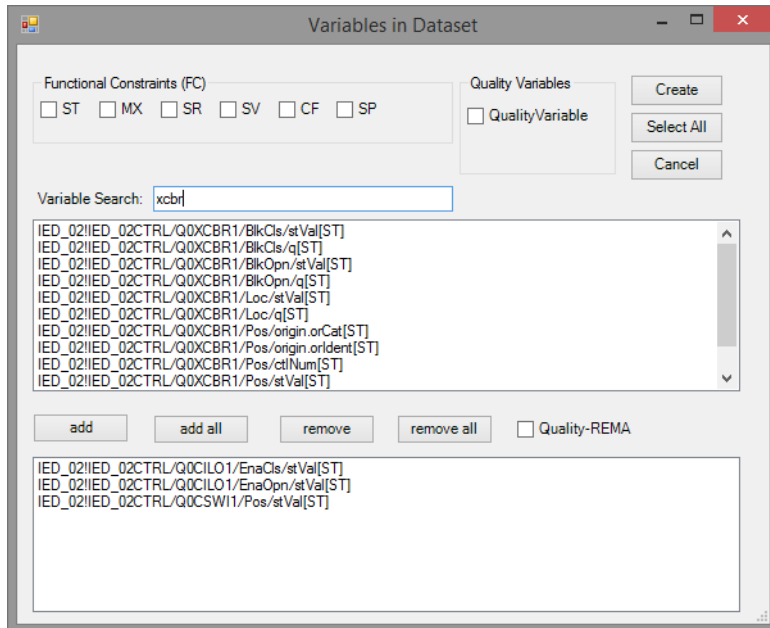 Variables in Dataset
Functional Constraints (FC)
ST MX SR SV CF SP
Quality Variables
QualityVariable
Create
Select All
Cancel
Variable Search: xcbr
IED_02!IED_02CTRL/Q0XCBR1/BlkCls/stVal[ST]
IED_02!IED_02CTRL/Q0XCBR1/BlkCls/q[ST]
IED_02!IED_02CTRL/Q0XCBR1/BlkOpn/stVal[ST]
IED_02!IED_02CTRL/Q0XCBR1/BlkOpn/q[ST]
IED_02!IED_02CTRL/Q0XCBR1/Loc/stVal[ST]
IED_02!IED_02CTRL/Q0XCBR1/Loc/q[ST]
IED_02!IED_02CTRL/Q0XCBR1/Pos/origin.orCat[ST]
IED_02!IED_02CTRL/Q0XCBR1/Pos/origin.orIdent[ST]
IED_02!IED_02CTRL/Q0XCBR1/Pos/ctlNum[ST]
IED_02!IED_02CTRL/Q0XCBR1/Pos/stVal[ST]
add add all remove remove all Quality-REMA
IED_02!IED_02CTRL/Q0CILO1/EnaCls/stVal[ST]
IED_02!IED_02CTRL/Q0CILO1/EnaOpn/stVal[ST]
IED_02!IED_02CTRL/Q0CSWI1/Pos/stVal[ST]